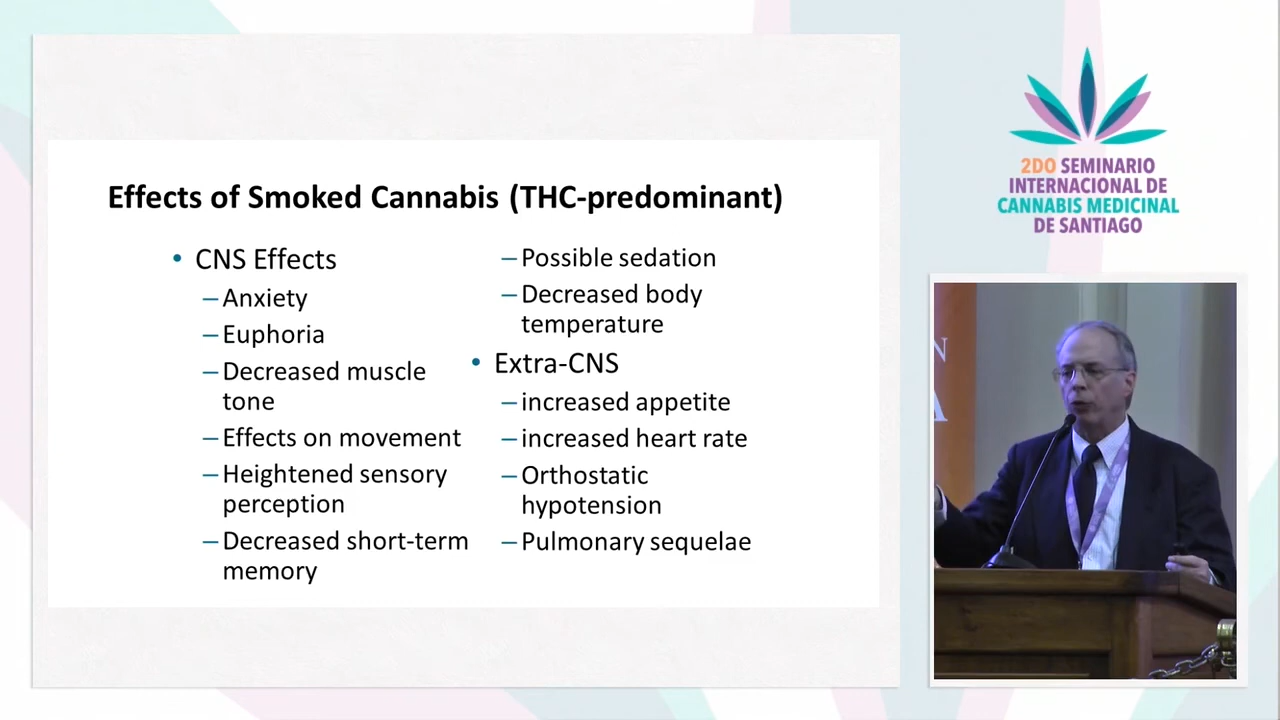 Effects of Smoked Cannabis (THC-predominant)
• CNS Effects
–Anxiety
–Euphoria
–Decreased muscle
tone
–Effects on movement
–Heightened sensory
perception
–Decreased short-term
memory
–Possible sedation
–Decreased body
temperature
• Extra-CNS
–increased appetite
–increased heart rate
–Orthostatic
hypotension
–Pulmonary sequelae
2DO SEMINARIO
INTERNACIONAL DE
CANNABIS MEDICINAL
DE SANTIAGO
N
A